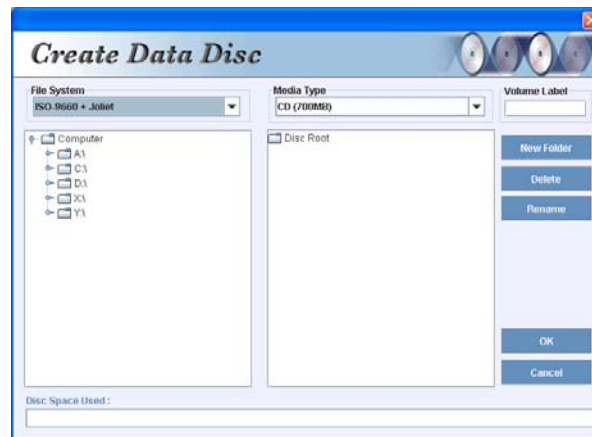 Create Data Disc
File System
Media Type
Volume Label
ISO-9660 + Joliet
CD (700MB)
Computer
A:\
C:\
D:\
X:\
Y:\
Disc Root
New Folder
Delete
Rename
OK
Cancel
Disc Space Used :